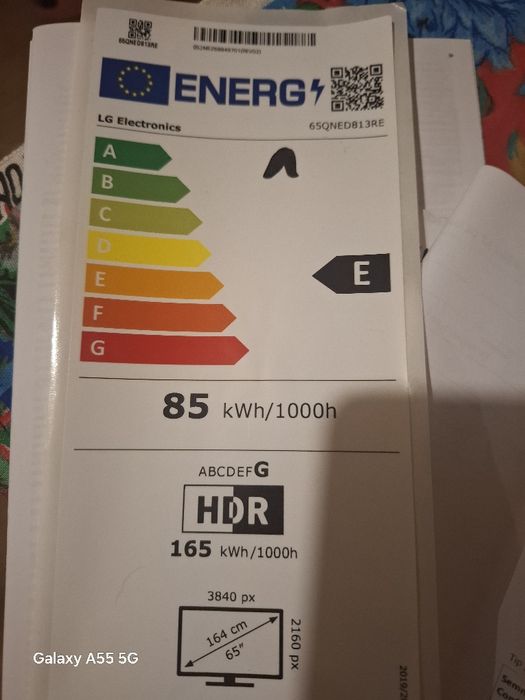 65QNED813RE
ENERG
LG Electronics
65QNED813RE
A
B
C
D
E
F
G
E
85 kWh/1000h
ABCDEFG
HDR
165 kWh/1000h
3840 px
164 cm
65"
2160 px
Galaxy A55 5G